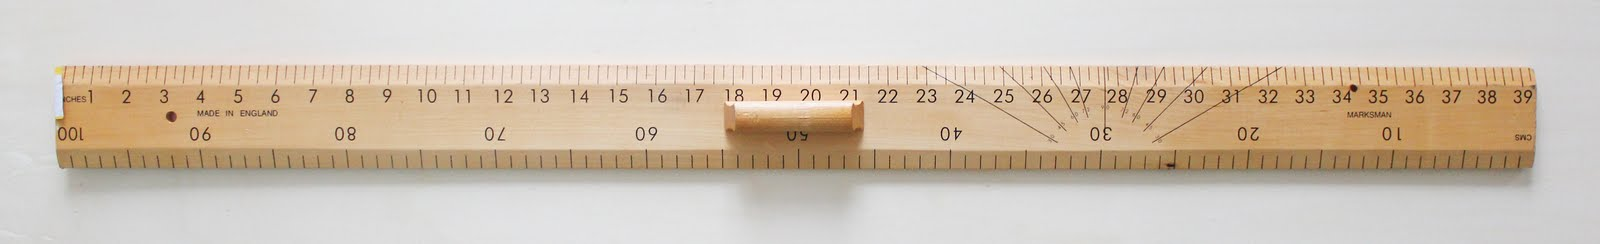 INCHES 1 2 3 4 5 6 7 8 9 10 11 12 13 14 15 16 17 18 19 20 21 22 23 24 25 26 27 28 29 30 31 32 33 34 35 36 37 38 39
MADE IN ENGLAND
MARKSMAN
100 90 80 70 60 50 40 30 20 10 CMS